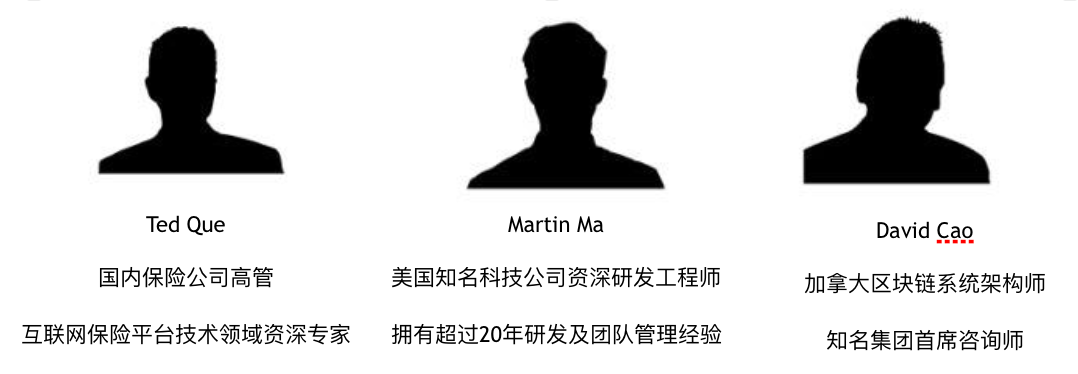 Ted Que
国内保险公司高管
互联网保险平台技术领域资深专家
Martin Ma
美国知名科技公司资深研发工程师
拥有超过20年研发及团队管理经验
David Cao
加拿大区块链系统架构师
知名集团首席咨询师